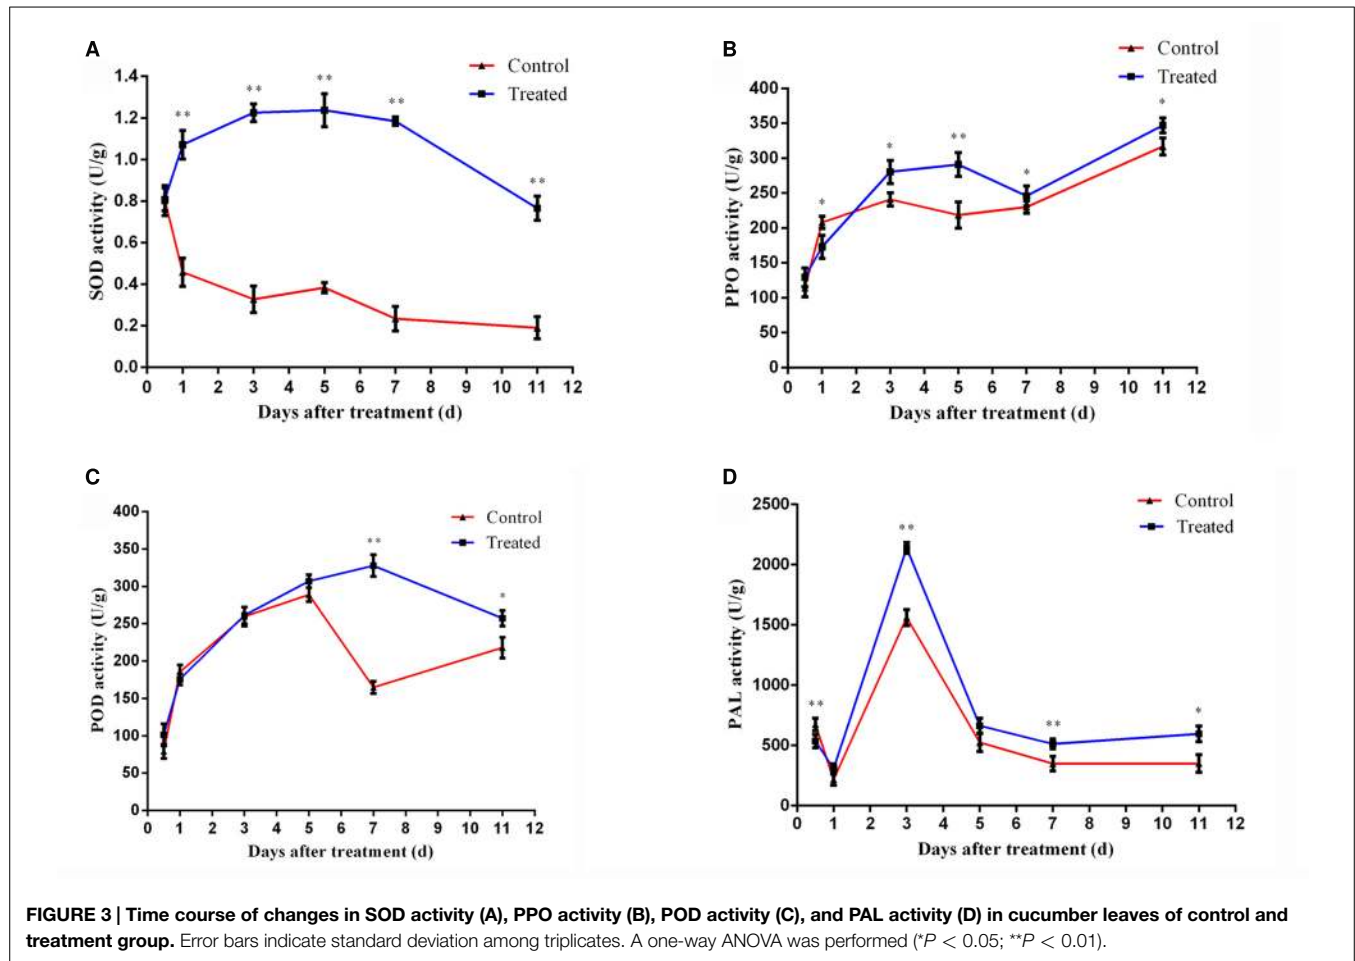 A
Control
Treated
SOD activity (U/g)
1.4
1.2
1.0
0.8
0.6
0.4
0.2
0.0
**
**
**
**
**
0 1 2 3 4 5 6 7 8 9 10 11 12
Days after treatment (d)
B
Control
Treated
PPO activity (U/g)
400
350
300
250
200
150
100
50
0
*
*
**
*
*
0 1 2 3 4 5 6 7 8 9 10 11 12
Days after treatment (d)
C
Control
Treated
POD activity (U/g)
400
350
300
250
200
150
100
50
0
**
*
0 1 2 3 4 5 6 7 8 9 10 11 12
Days after treatment (d)
D
Control
Treated
PAL activity (U/g)
2500
2000
1500
1000
500
0
**
**
**
*
0 1 2 3 4 5 6 7 8 9 10 11 12
Days after treatment (d)
FIGURE 3 | Time course of changes in SOD activity (A), PPO activity (B), POD activity (C), and PAL activity (D) in cucumber leaves of control and
treatment group. Error bars indicate standard deviation among triplicates. A one-way ANOVA was performed (*P < 0.05; **P < 0.01).